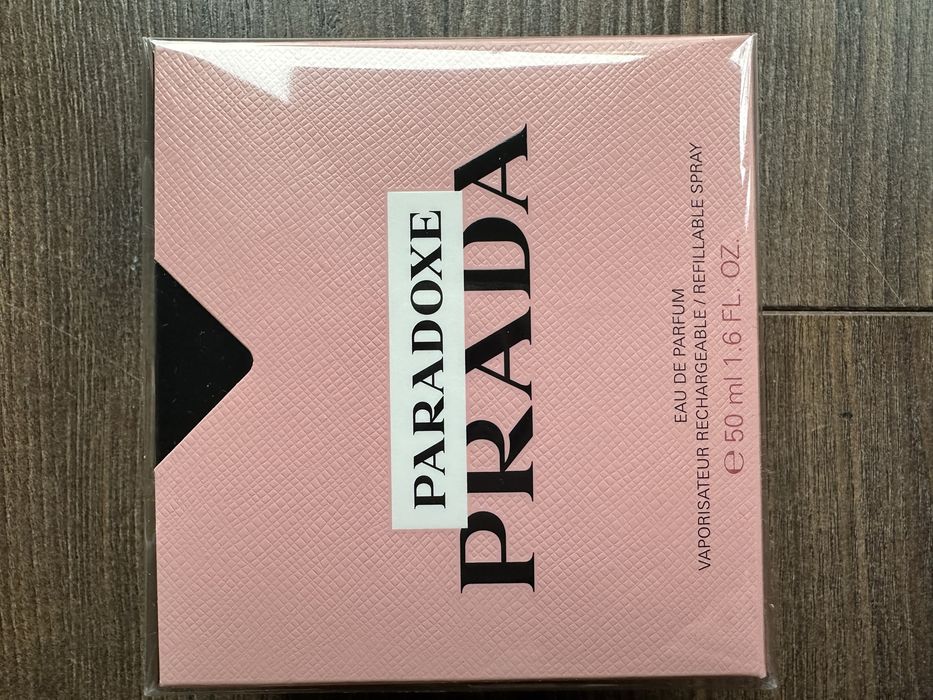 PARADOXE
PRADA
EAU DE PARFUM
VAPORISATEUR RECHARGEABLE / REFILLABLE SPRAY
℮ 50 ml 1.6 FL. OZ.